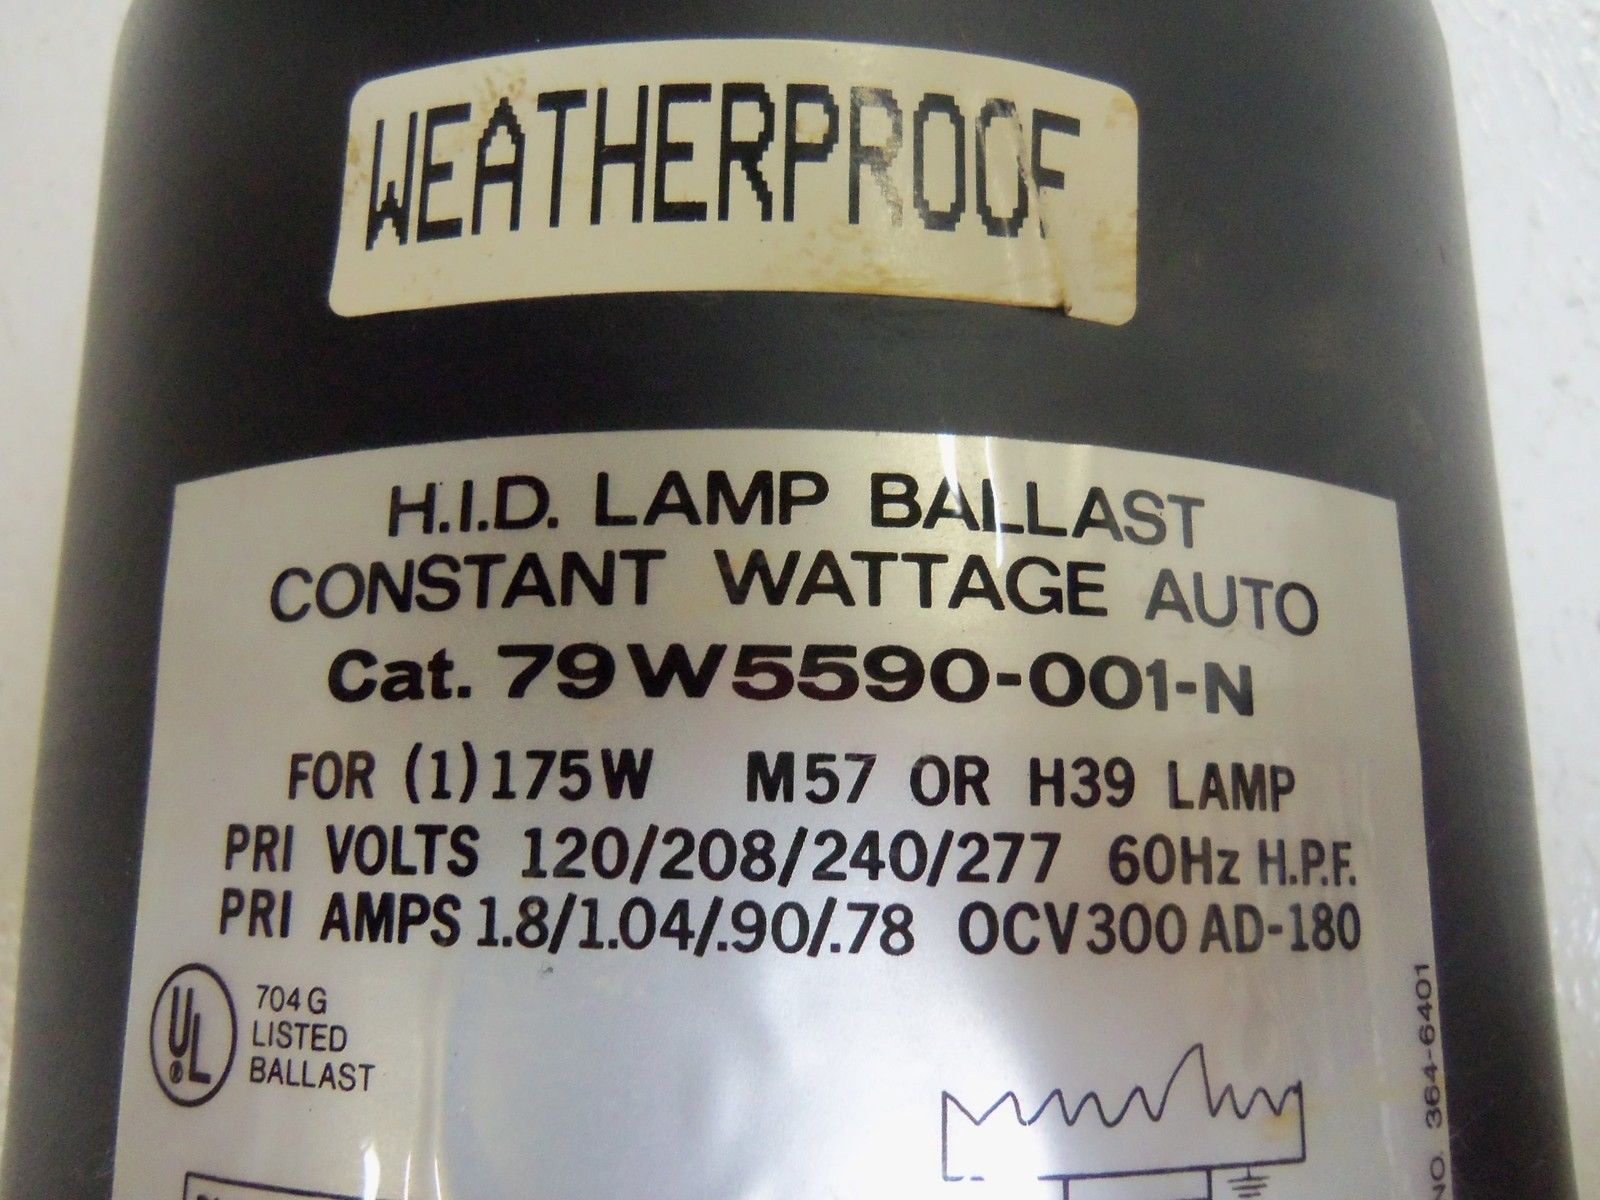 WEATHERPROOF
H.I.D. LAMP BALLAST
CONSTANT WATTAGE AUTO
Cat. 79W5590-001-N
FOR (1) 175W M57 OR H39 LAMP
PRI VOLTS 120/208/240/277 60Hz H.P.F.
PRI AMPS 1.8/1.04/.90/.78 OCV300 AD-180
UL
704G
LISTED
BALLAST
NO. 364-6401